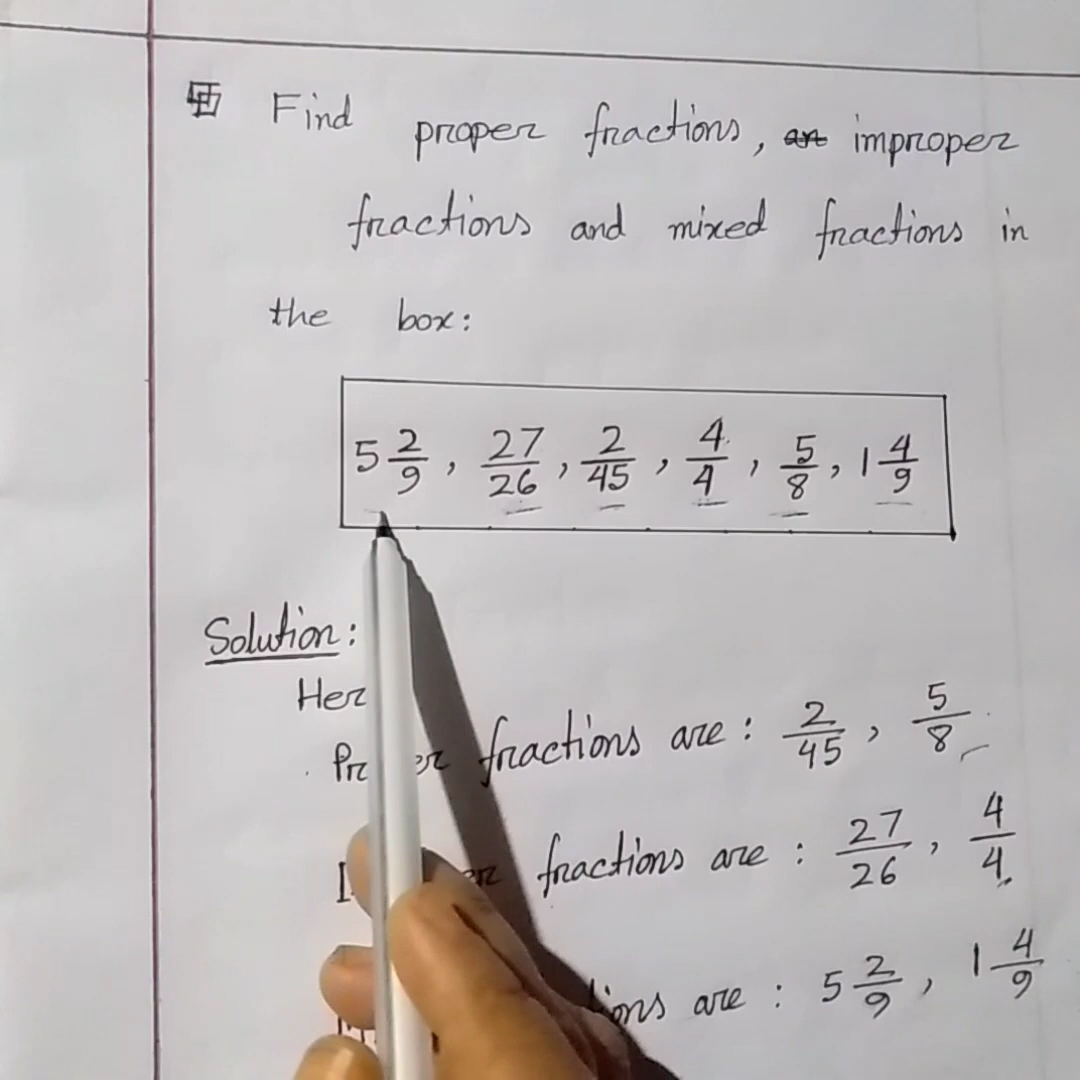 Find proper fractions, improper
fractions and mixed fractions in
the box:
5 2/9, 27/26, 2/45, 4/4, 5/8, 1 4/9
Solution:
fractions are: 2/45, 5/8
fractions are: 27/26, 4/4
are: 5 2/9, 1 4/9